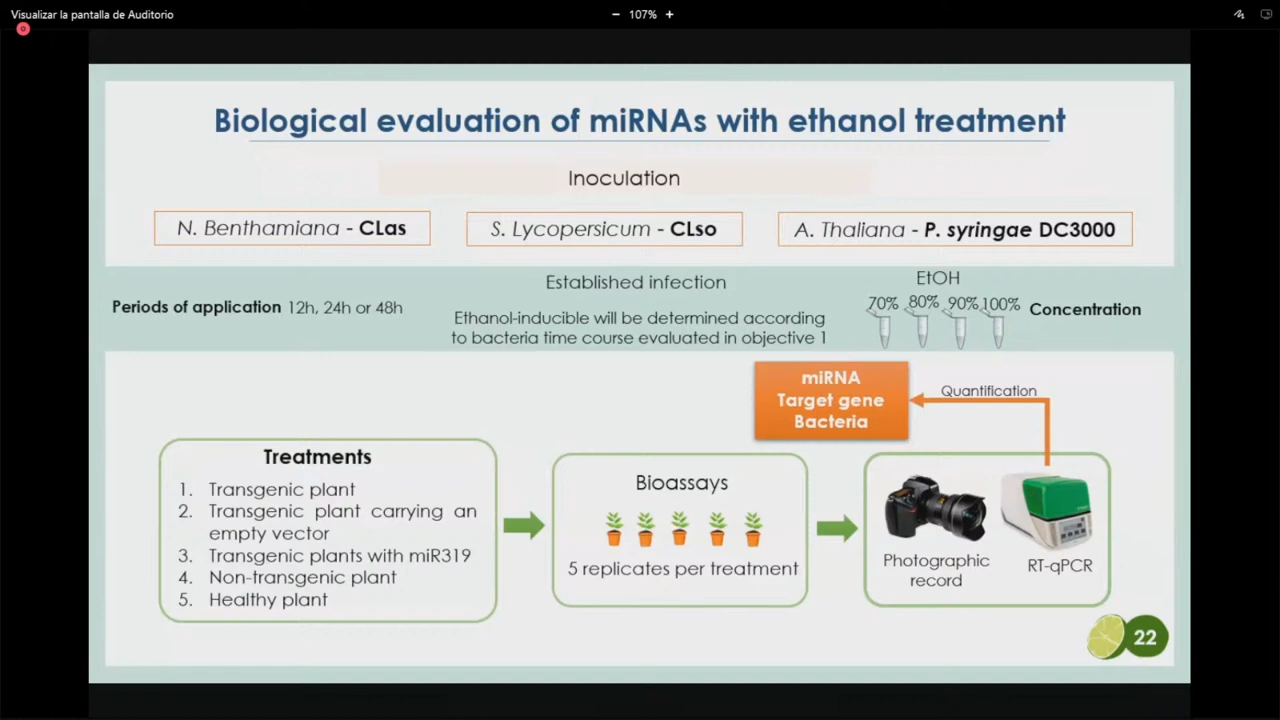 Visualizar la pantalla de Auditorio
− 107% +
Biological evaluation of miRNAs with ethanol treatment
Inoculation
N. Benthamiana - CLas
S. Lycopersicum - CLso
A. Thaliana - P. syringae DC3000
Established infection
EtOH
Periods of application 12h, 24h or 48h
70% 80% 90% 100%
Concentration
Ethanol-inducible will be determined according
to bacteria time course evaluated in objective 1
miRNA
Target gene
Bacteria
Quantification
Treatments
1. Transgenic plant
2. Transgenic plant carrying an
empty vector
3. Transgenic plants with miR319
4. Non-transgenic plant
5. Healthy plant
Bioassays
5 replicates per treatment
Photographic
record
RT-qPCR
22